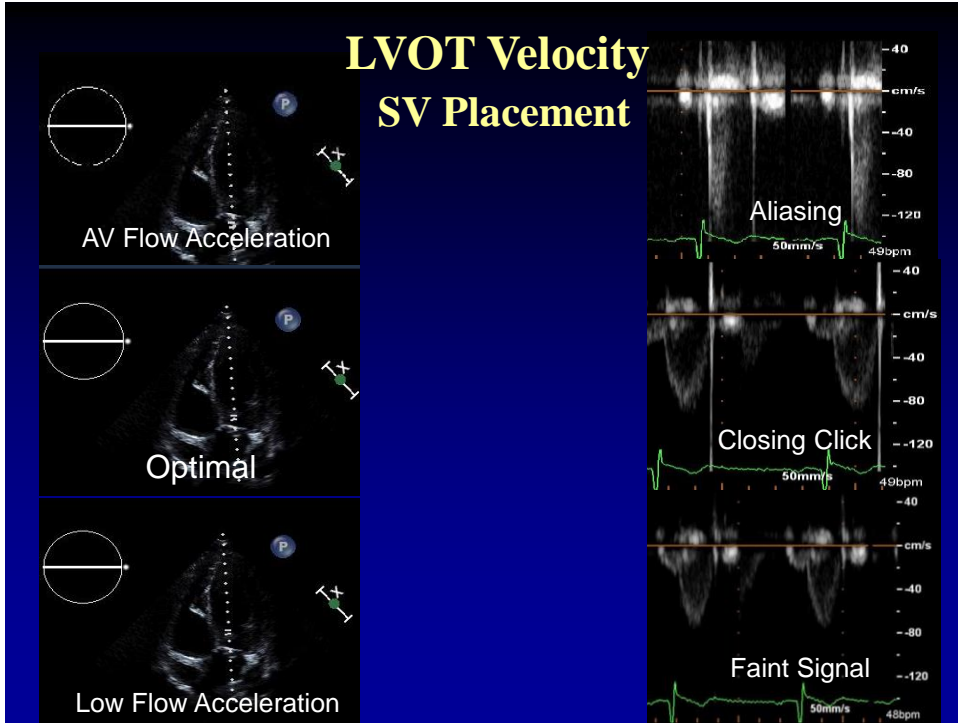 LVOT Velocity
SV Placement
P
X
AV Flow Acceleration
P
X
Optimal
P
X
Low Flow Acceleration
40
cm/s
-40
-80
-120
Aliasing
50mm/s
49bpm
40
cm/s
-40
-80
-120
Closing Click
50mm/s
49bpm
40
cm/s
-40
-80
-120
Faint Signal
50mm/s
48bpm